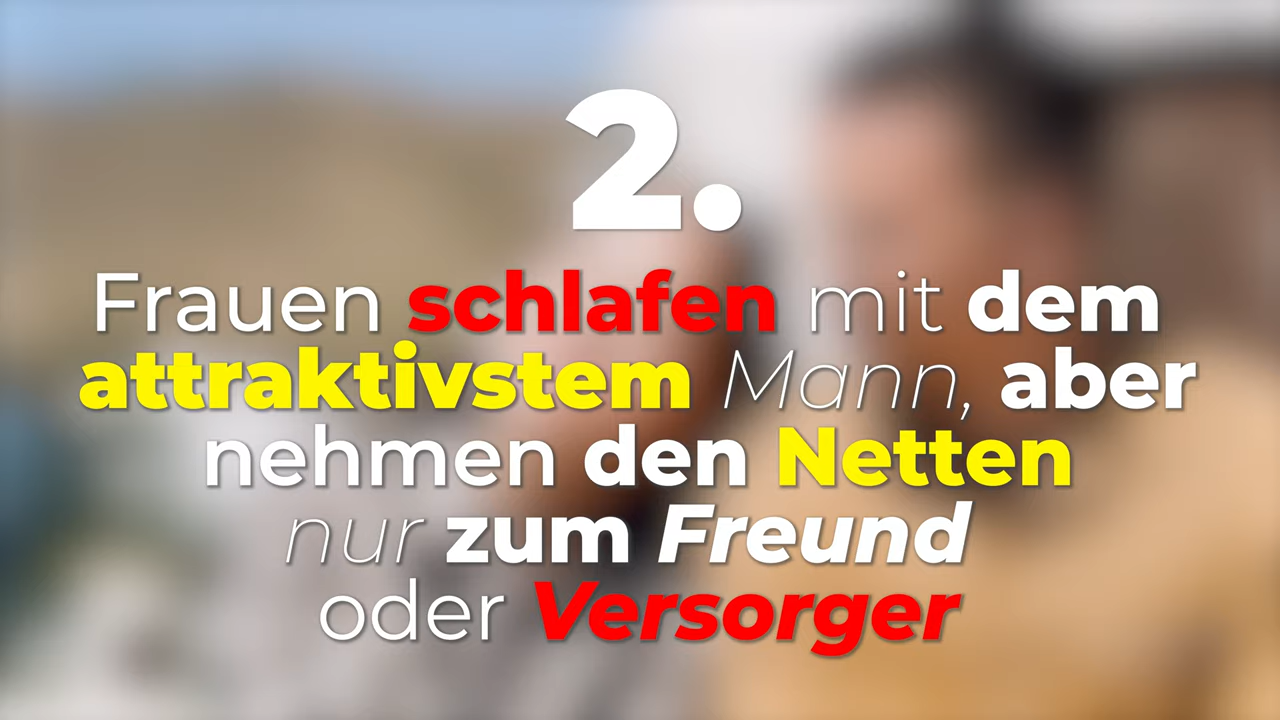 2.
Frauen schlafen mit dem
attraktivstem Mann, aber
nehmen den Netten
nur zum Freund
oder Versorger